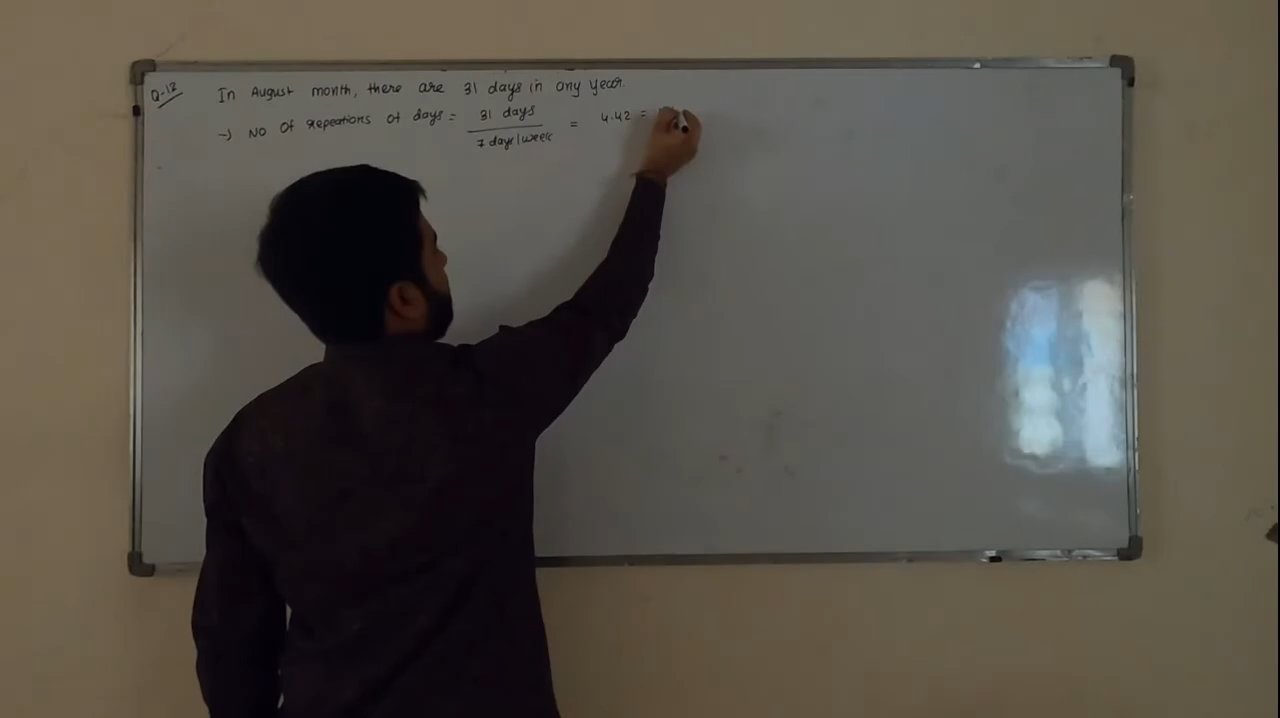 Q-12
In August month, there are 31 days in any year.
→ No of repeations of days = 31 days / 7 days/week = 4.42 =